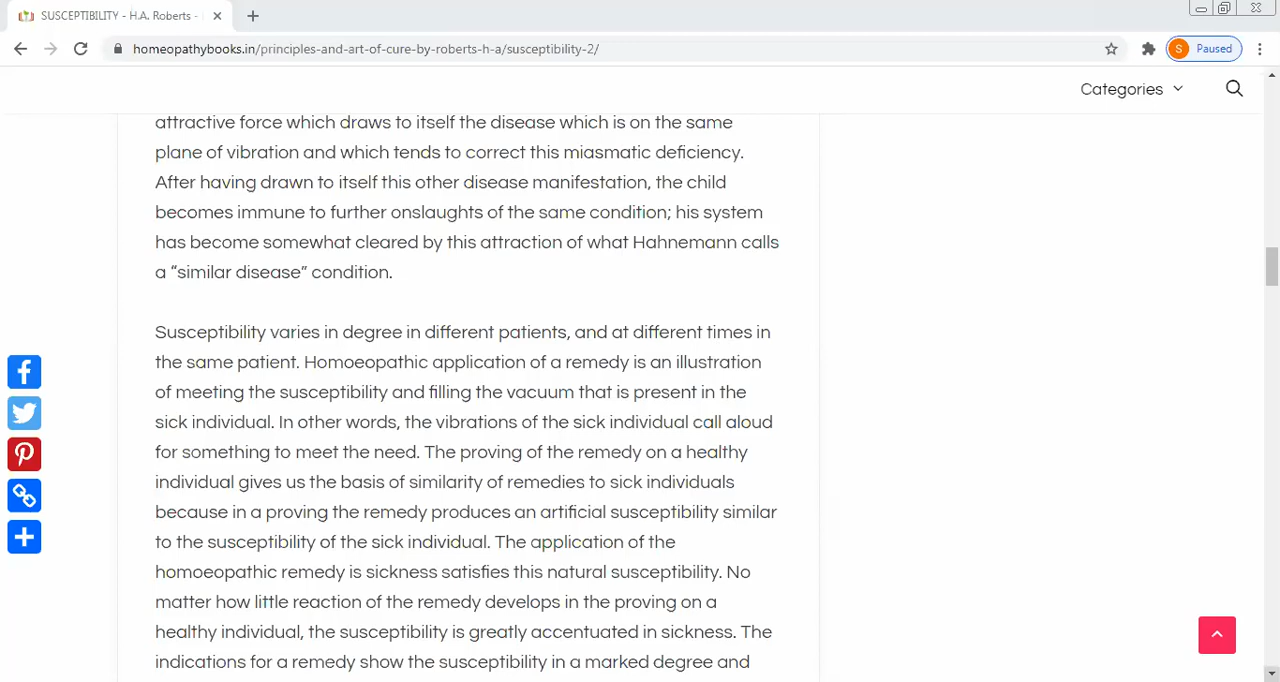 SUSCEPTIBILITY - H.A. Roberts -
homeopathybooks.in/principles-and-art-of-cure-by-roberts-h-a/susceptibility-2/
S Paused
Categories
attractive force which draws to itself the disease which is on the same
plane of vibration and which tends to correct this miasmatic deficiency.
After having drawn to itself this other disease manifestation, the child
becomes immune to further onslaughts of the same condition; his system
has become somewhat cleared by this attraction of what Hahnemann calls
a “similar disease” condition.
Susceptibility varies in degree in different patients, and at different times in
the same patient. Homoeopathic application of a remedy is an illustration
of meeting the susceptibility and filling the vacuum that is present in the
sick individual. In other words, the vibrations of the sick individual call aloud
for something to meet the need. The proving of the remedy on a healthy
individual gives us the basis of similarity of remedies to sick individuals
because in a proving the remedy produces an artificial susceptibility similar
to the susceptibility of the sick individual. The application of the
homoeopathic remedy is sickness satisfies this natural susceptibility. No
matter how little reaction of the remedy develops in the proving on a
healthy individual, the susceptibility is greatly accentuated in sickness. The
indications for a remedy show the susceptibility in a marked degree and